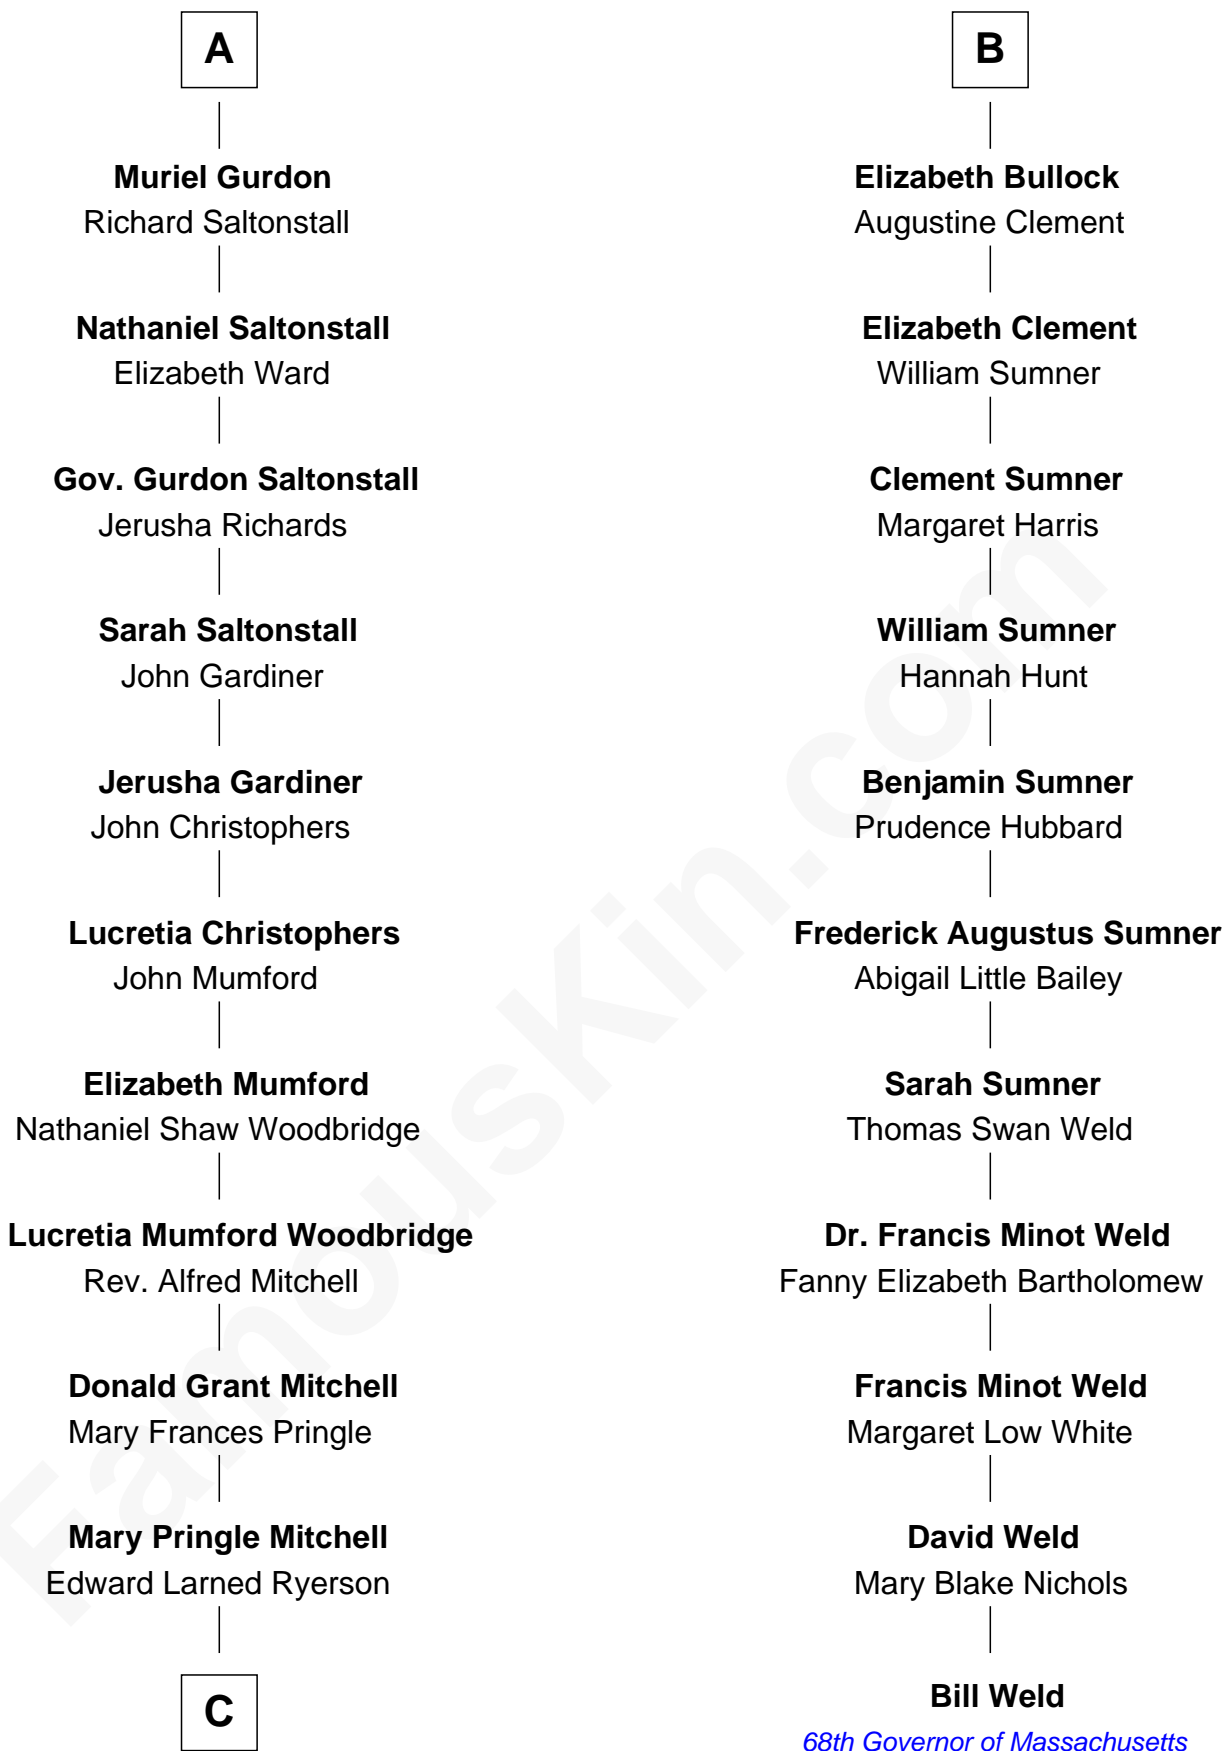 A
Muriel Gurdon
Richard Saltonstall
Nathaniel Saltonstall
Elizabeth Ward
Gov. Gurdon Saltonstall
Jerusha Richards
Sarah Saltonstall
John Gardiner
Jerusha Gardiner
John Christophers
Lucretia Christophers
John Mumford
Elizabeth Mumford
Nathaniel Shaw Woodbridge
Lucretia Mumford Woodbridge
Rev. Alfred Mitchell
Donald Grant Mitchell
Mary Frances Pringle
Mary Pringle Mitchell
Edward Larned Ryerson
C
B
Elizabeth Bullock
Augustine Clement
Elizabeth Clement
William Sumner
Clement Sumner
Margaret Harris
William Sumner
Hannah Hunt
Benjamin Sumner
Prudence Hubbard
Frederick Augustus Sumner
Abigail Little Bailey
Sarah Sumner
Thomas Swan Weld
Dr. Francis Minot Weld
Fanny Elizabeth Bartholomew
Francis Minot Weld
Margaret Low White
David Weld
Mary Blake Nichols
Bill Weld
68th Governor of Massachusetts
FamousKin.com